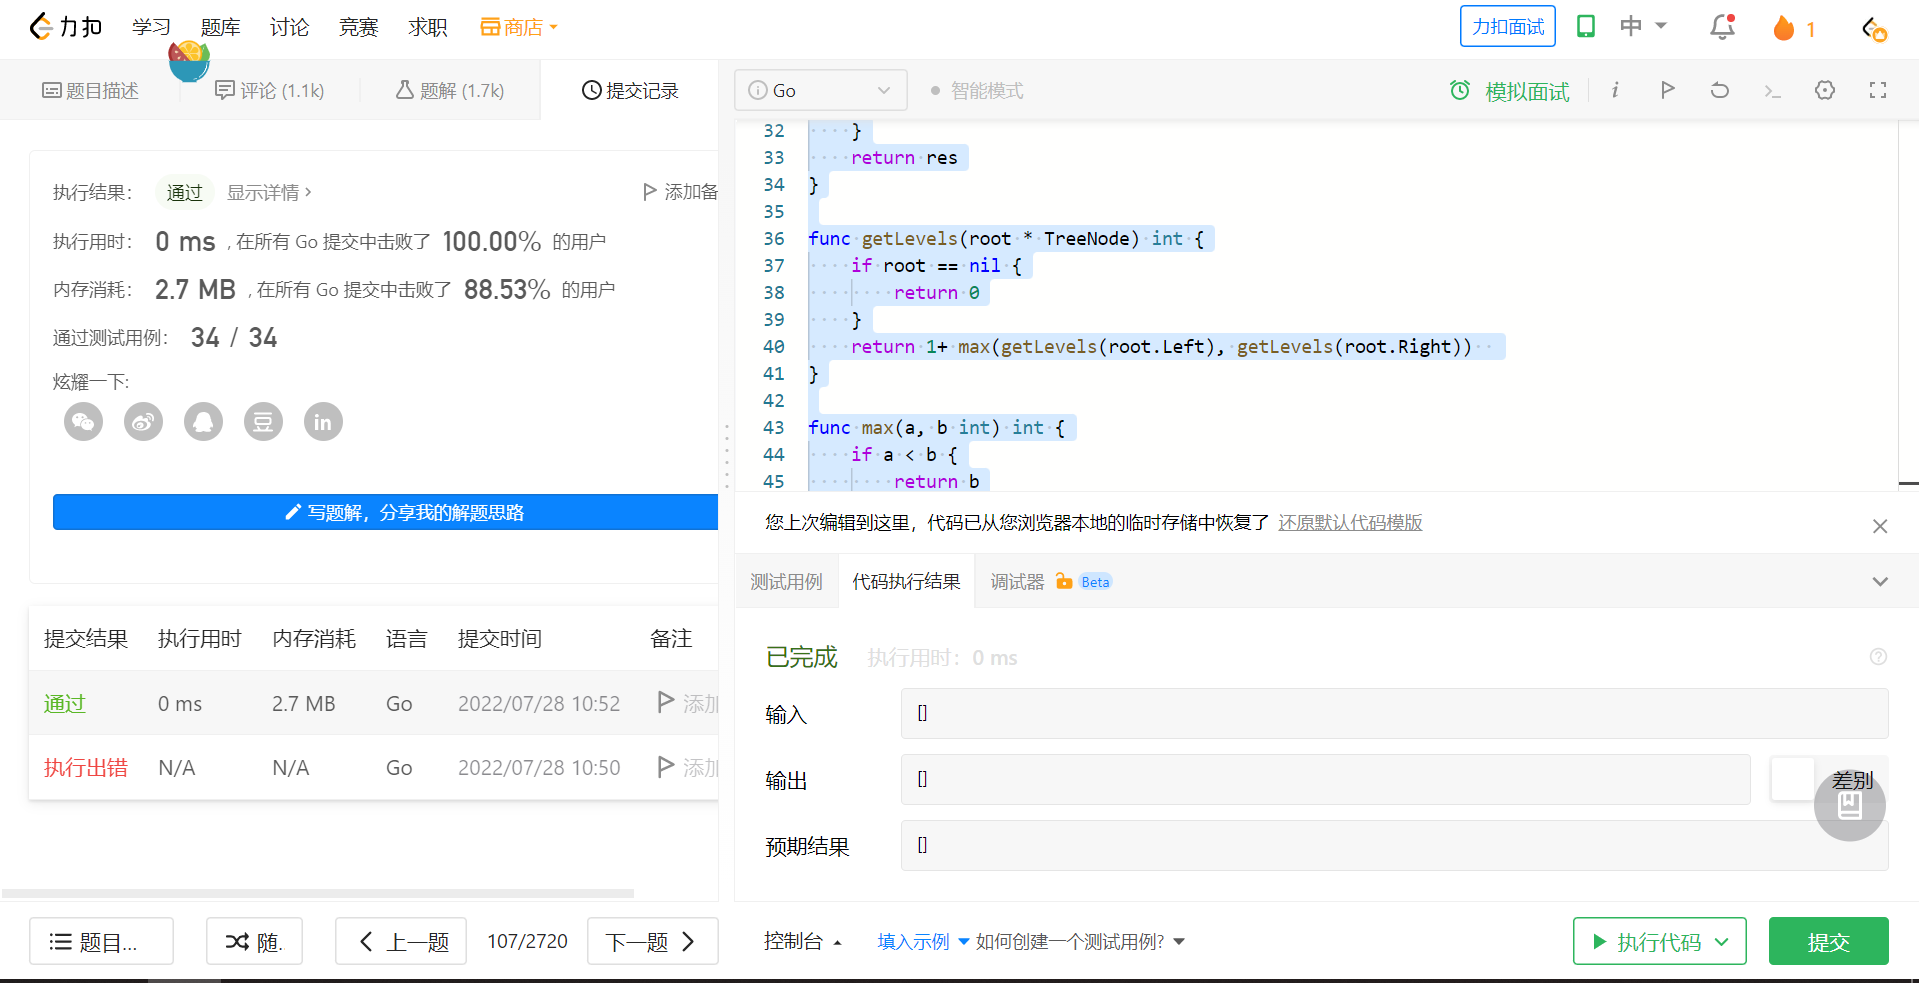 力扣 学习 题库 讨论 竞赛 求职 商店 力扣面试 中 1
题目描述 评论 (1.1k) 题解 (1.7k) 提交记录
执行结果： 通过 显示详情 › 添加备
执行用时： 0 ms , 在所有 Go 提交中击败了 100.00% 的用户
内存消耗： 2.7 MB , 在所有 Go 提交中击败了 88.53% 的用户
通过测试用例： 34 / 34
炫耀一下:
豆 in
写题解，分享我的解题思路
提交结果 执行用时 内存消耗 语言 提交时间 备注
通过 0 ms 2.7 MB Go 2022/07/28 10:52 添加
执行出错 N/A N/A Go 2022/07/28 10:50 添加
题目... 随. 上一题 107/2720 下一题
Go 智能模式 模拟面试 i
32 }
33 return res
34 }
35
36 func getLevels(root * TreeNode) int {
37 if root == nil {
38 return 0
39 }
40 return 1+ max(getLevels(root.Left), getLevels(root.Right))
41 }
42
43 func max(a, b int) int {
44 if a < b {
45 return b
您上次编辑到这里，代码已从您浏览器本地的临时存储中恢复了 还原默认代码模版
测试用例 代码执行结果 调试器 Beta
已完成 执行用时：0 ms
输入 []
输出 [] 差别
预期结果 []
控制台 填入示例 如何创建一个测试用例? 执行代码 提交